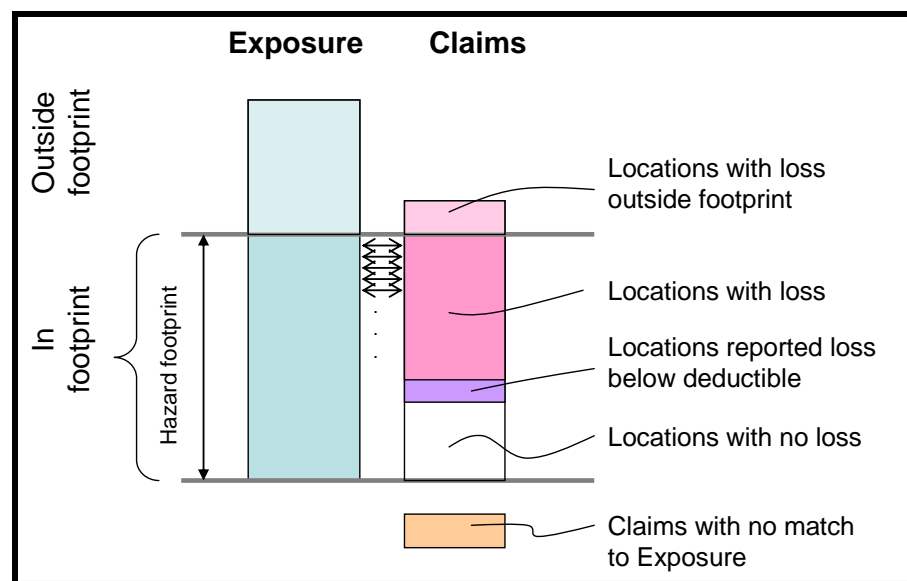 Exposure
Claims
Outside
footprint
In
footprint
Hazard footprint
Locations with loss
outside footprint
Locations with loss
Locations reported loss
below deductible
Locations with no loss
Claims with no match
to Exposure